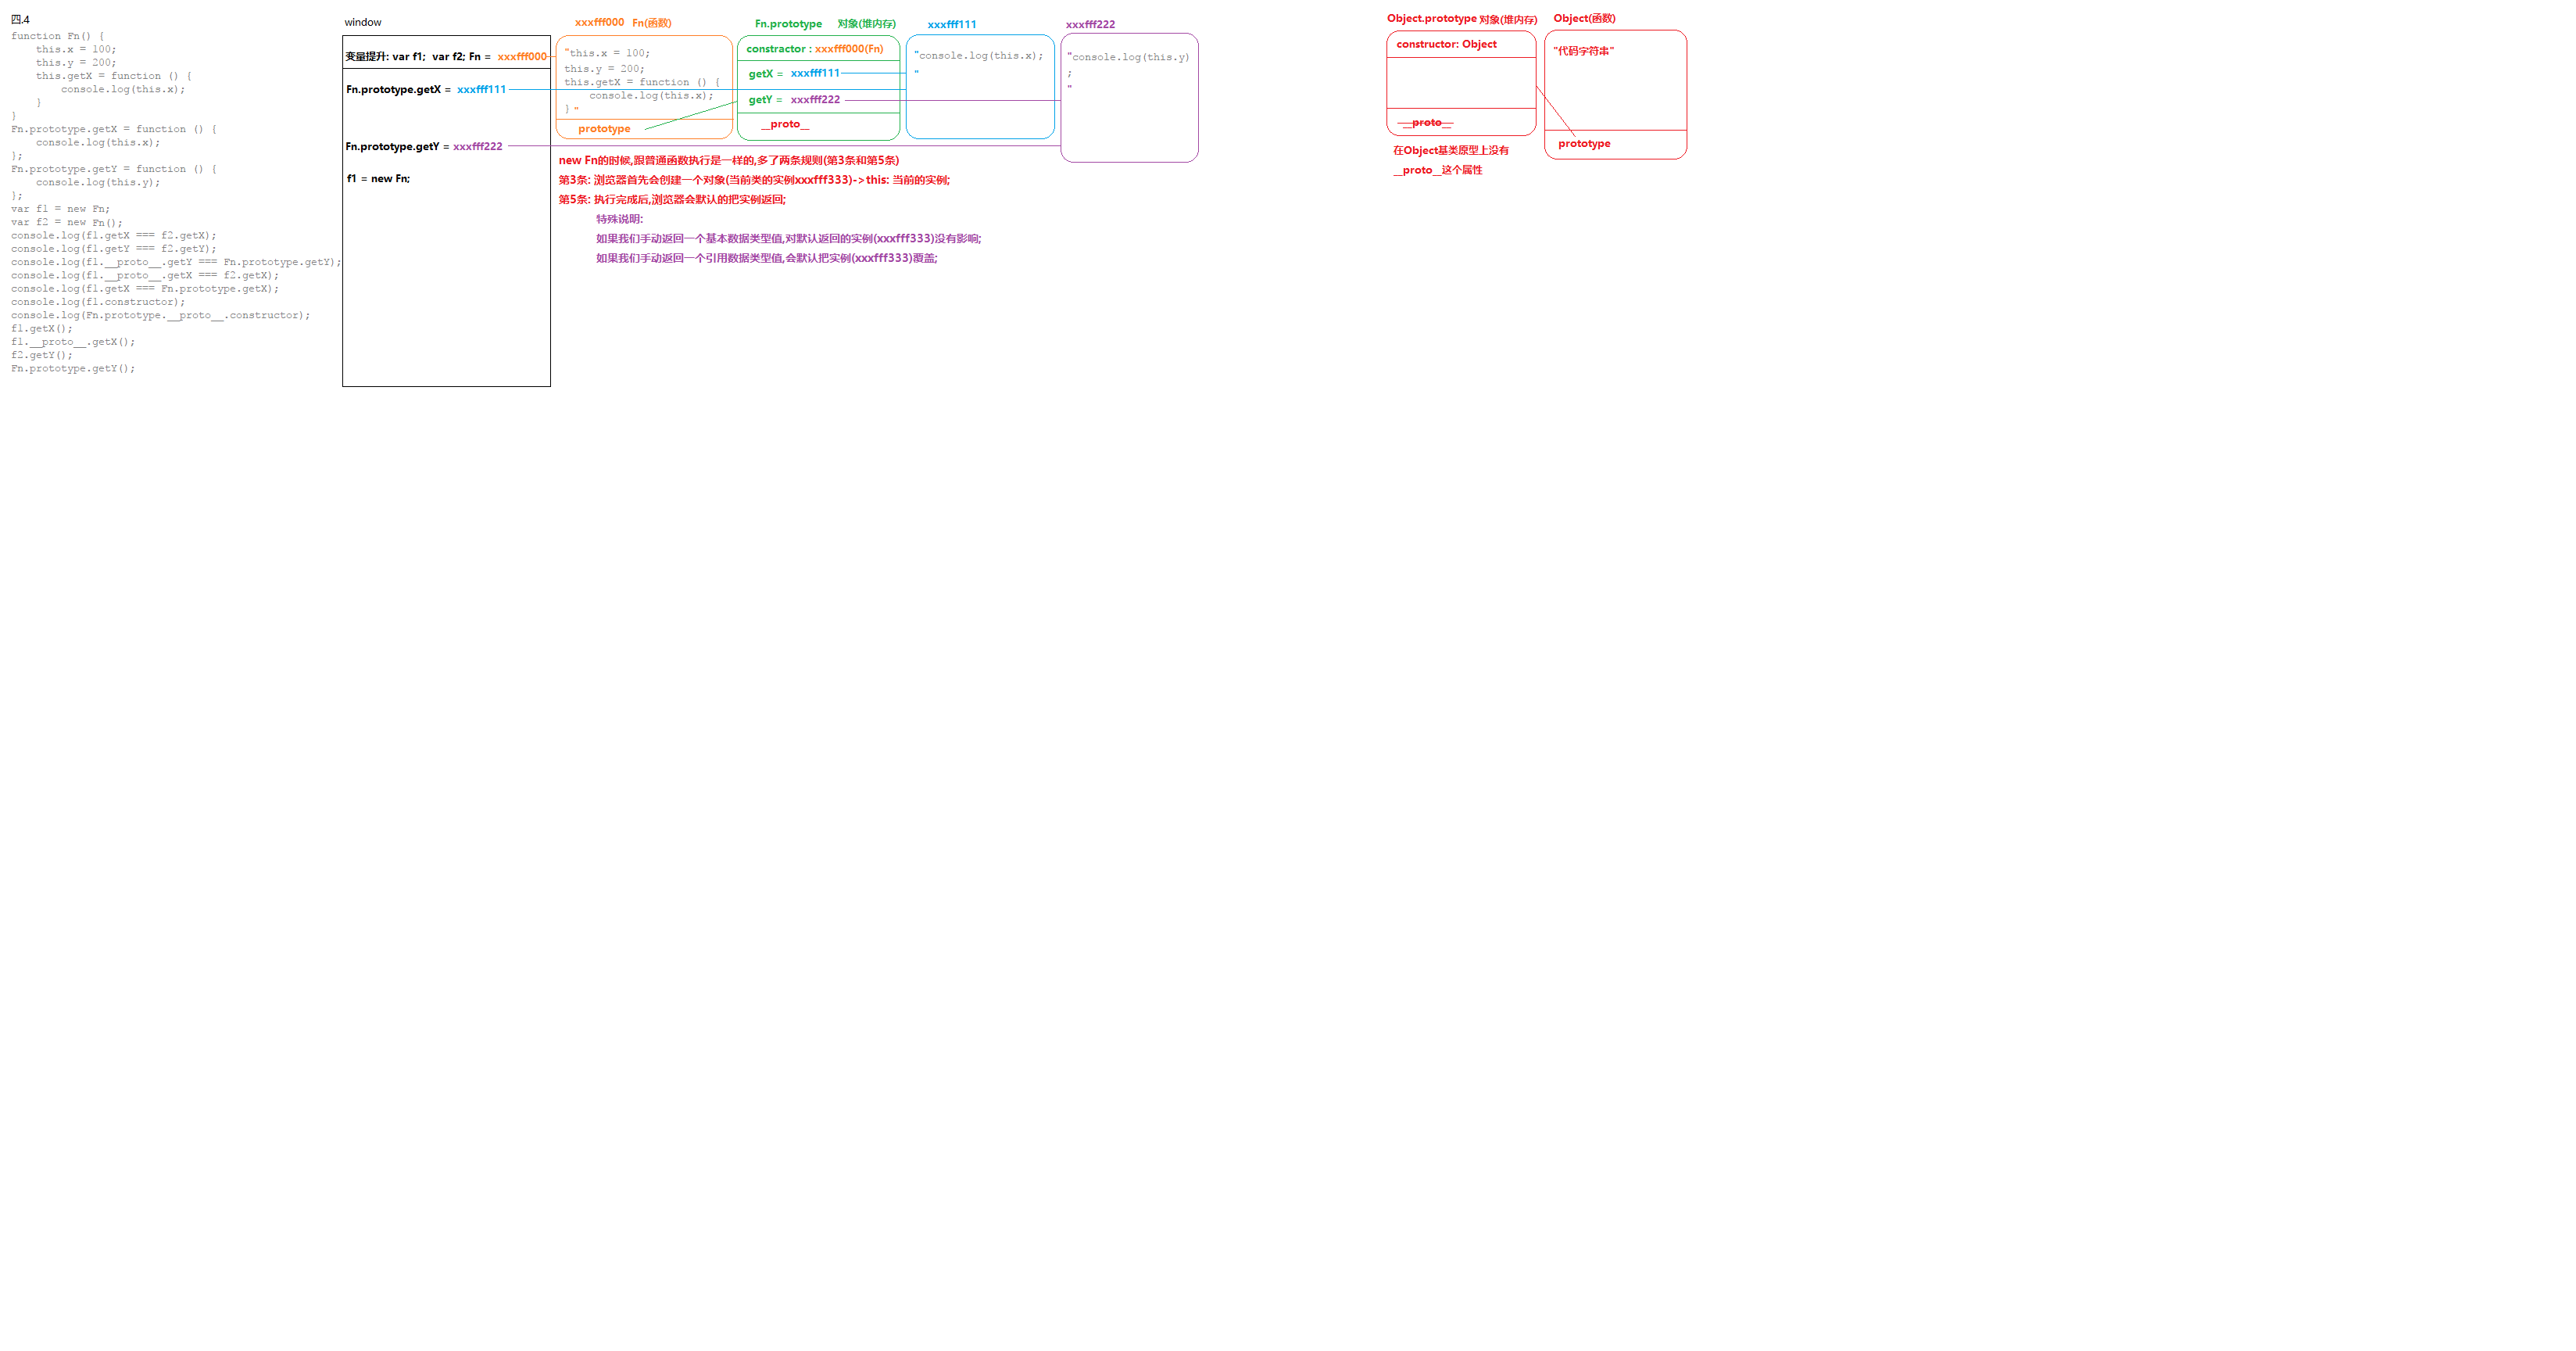 四.4
function Fn() {
    this.x = 100;
    this.y = 200;
    this.getX = function () {
        console.log(this.x);
    }
}
Fn.prototype.getX = function () {
    console.log(this.x);
};
Fn.prototype.getY = function () {
    console.log(this.y);
};
var f1 = new Fn;
var f2 = new Fn();
console.log(f1.getX === f2.getX);
console.log(f1.getY === f2.getY);
console.log(f1.__proto__.getY === Fn.prototype.getY);
console.log(f1.__proto__.getX === f2.getX);
console.log(f1.getX === Fn.prototype.getX);
console.log(f1.constructor);
console.log(Fn.prototype.__proto__.constructor);
f1.getX();
f1.__proto__.getX();
f2.getY();
Fn.prototype.getY();
window
变量提升: var f1;  var f2; Fn =  xxxfff000
Fn.prototype.getX =  xxxfff111
Fn.prototype.getY = xxxfff222
f1 = new Fn;
xxxfff000  Fn(函数)
"this.x = 100;
this.y = 200;
this.getX = function () {
    console.log(this.x);
} "
prototype
Fn.prototype    对象(堆内存)
constractor : xxxfff000(Fn)
getX =  xxxfff111
getY =  xxxfff222
__proto__
xxxfff111
"console.log(this.x);
"
xxxfff222
"console.log(this.y)
;
"
new Fn的时候,跟普通函数执行是一样的,多了两条规则(第3条和第5条)
第3条: 浏览器首先会创建一个对象(当前类的实例xxxfff333)->this: 当前的实例;
第5条: 执行完成后,浏览器会默认的把实例返回;
特殊说明:
如果我们手动返回一个基本数据类型值,对默认返回的实例(xxxfff333)没有影响;
如果我们手动返回一个引用数据类型值,会默认把实例(xxxfff333)覆盖;
Object.prototype 对象(堆内存)
constructor: Object
__proto__
在Object基类原型上没有
__proto__这个属性
Object(函数)
"代码字符串"
prototype